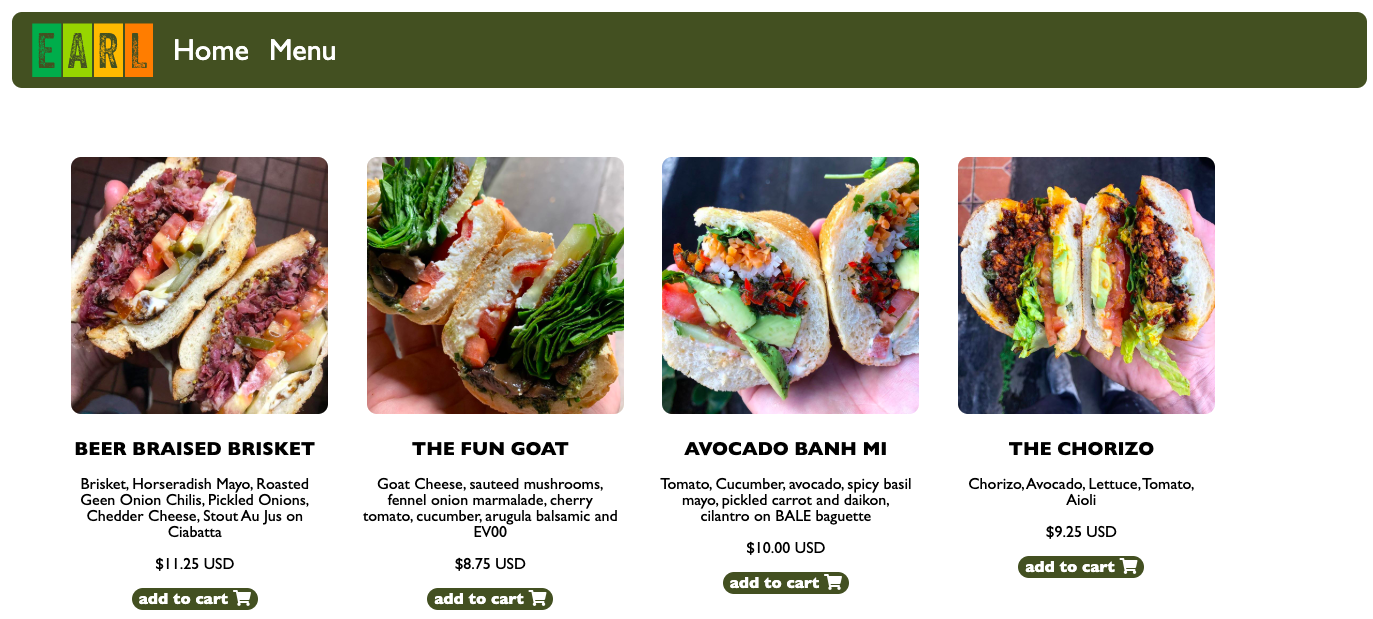 EARL
Home Menu
BEER BRAISED BRISKET
Brisket, Horseradish Mayo, Roasted
Geen Onion Chilis, Pickled Onions,
Chedder Cheese, Stout Au Jus on
Ciabatta
$11.25 USD
add to cart
THE FUN GOAT
Goat Cheese, sauteed mushrooms,
fennel onion marmalade, cherry
tomato, cucumber, arugula balsamic and
EV00
$8.75 USD
add to cart
AVOCADO BANH MI
Tomato, Cucumber, avocado, spicy basil
mayo, pickled carrot and daikon,
cilantro on BALE baguette
$10.00 USD
add to cart
THE CHORIZO
Chorizo, Avocado, Lettuce, Tomato,
Aioli
$9.25 USD
add to cart